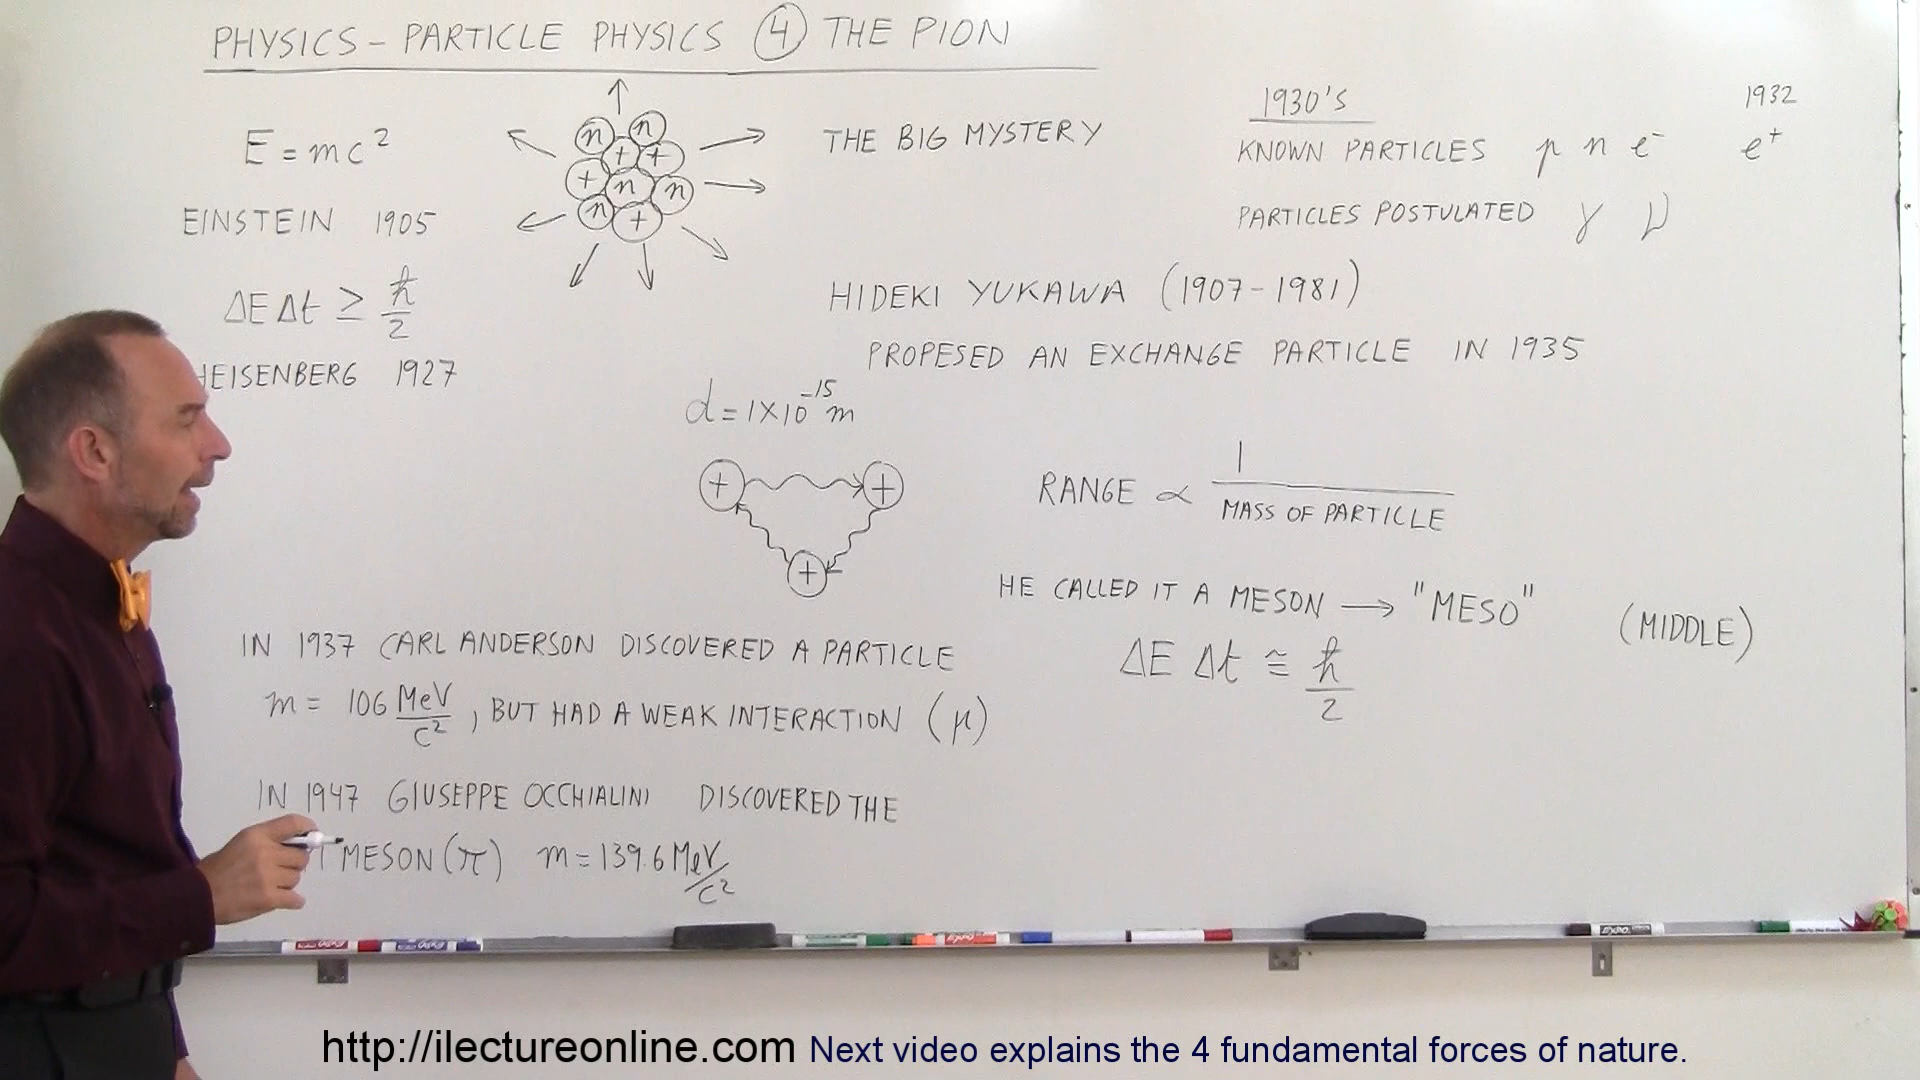 PHYSICS - PARTICLE PHYSICS ④ THE PION
E = mc²
EINSTEIN 1905
ΔE Δt ≥ ℏ/2
HEISENBERG 1927
n n
+ +
+ n n
n +
THE BIG MYSTERY
1930's
1932
KNOWN PARTICLES p n e⁻ e⁺
PARTICLES POSTULATED γ ν
HIDEKI YUKAWA (1907-1981)
PROPESED AN EXCHANGE PARTICLE IN 1935
d = 1×10⁻¹⁵ m
+ +
+
RANGE ∝ 1/MASS OF PARTICLE
HE CALLED IT A MESON → "MESO" (MIDDLE)
ΔE Δt ≅ ℏ/2
IN 1937 CARL ANDERSON DISCOVERED A PARTICLE
m = 106 MeV/c², BUT HAD A WEAK INTERACTION (μ)
IN 1947 GIUSEPPE OCCHIALINI DISCOVERED THE
MESON (π) m = 139.6 MeV/c²
EXPO
http://ilectureonline.com Next video explains the 4 fundamental forces of nature.